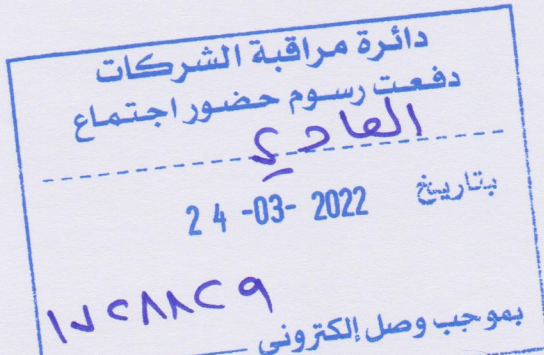 دائرة مراقبة الشركات
دفعت رسوم حضور اجتماع
العادي
بتاريخ 24 -03- 2022
بموجب وصل إلكتروني